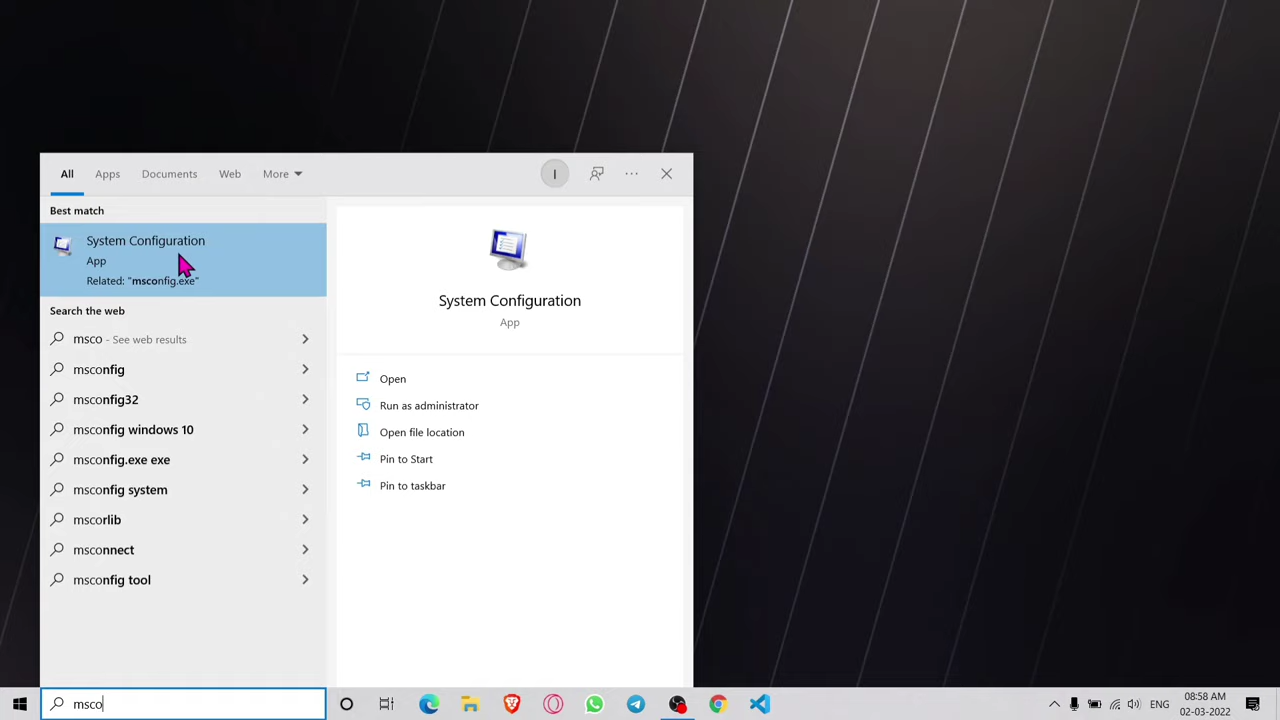 All Apps Documents Web More I
Best match
System Configuration
App
Related: "msconfig.exe"
Search the web
msco - See web results
msconfig
msconfig32
msconfig windows 10
msconfig.exe exe
msconfig system
mscorlib
msconnect
msconfig tool
System Configuration
App
Open
Run as administrator
Open file location
Pin to Start
Pin to taskbar
msco
ENG
08:58 AM
02-03-2022